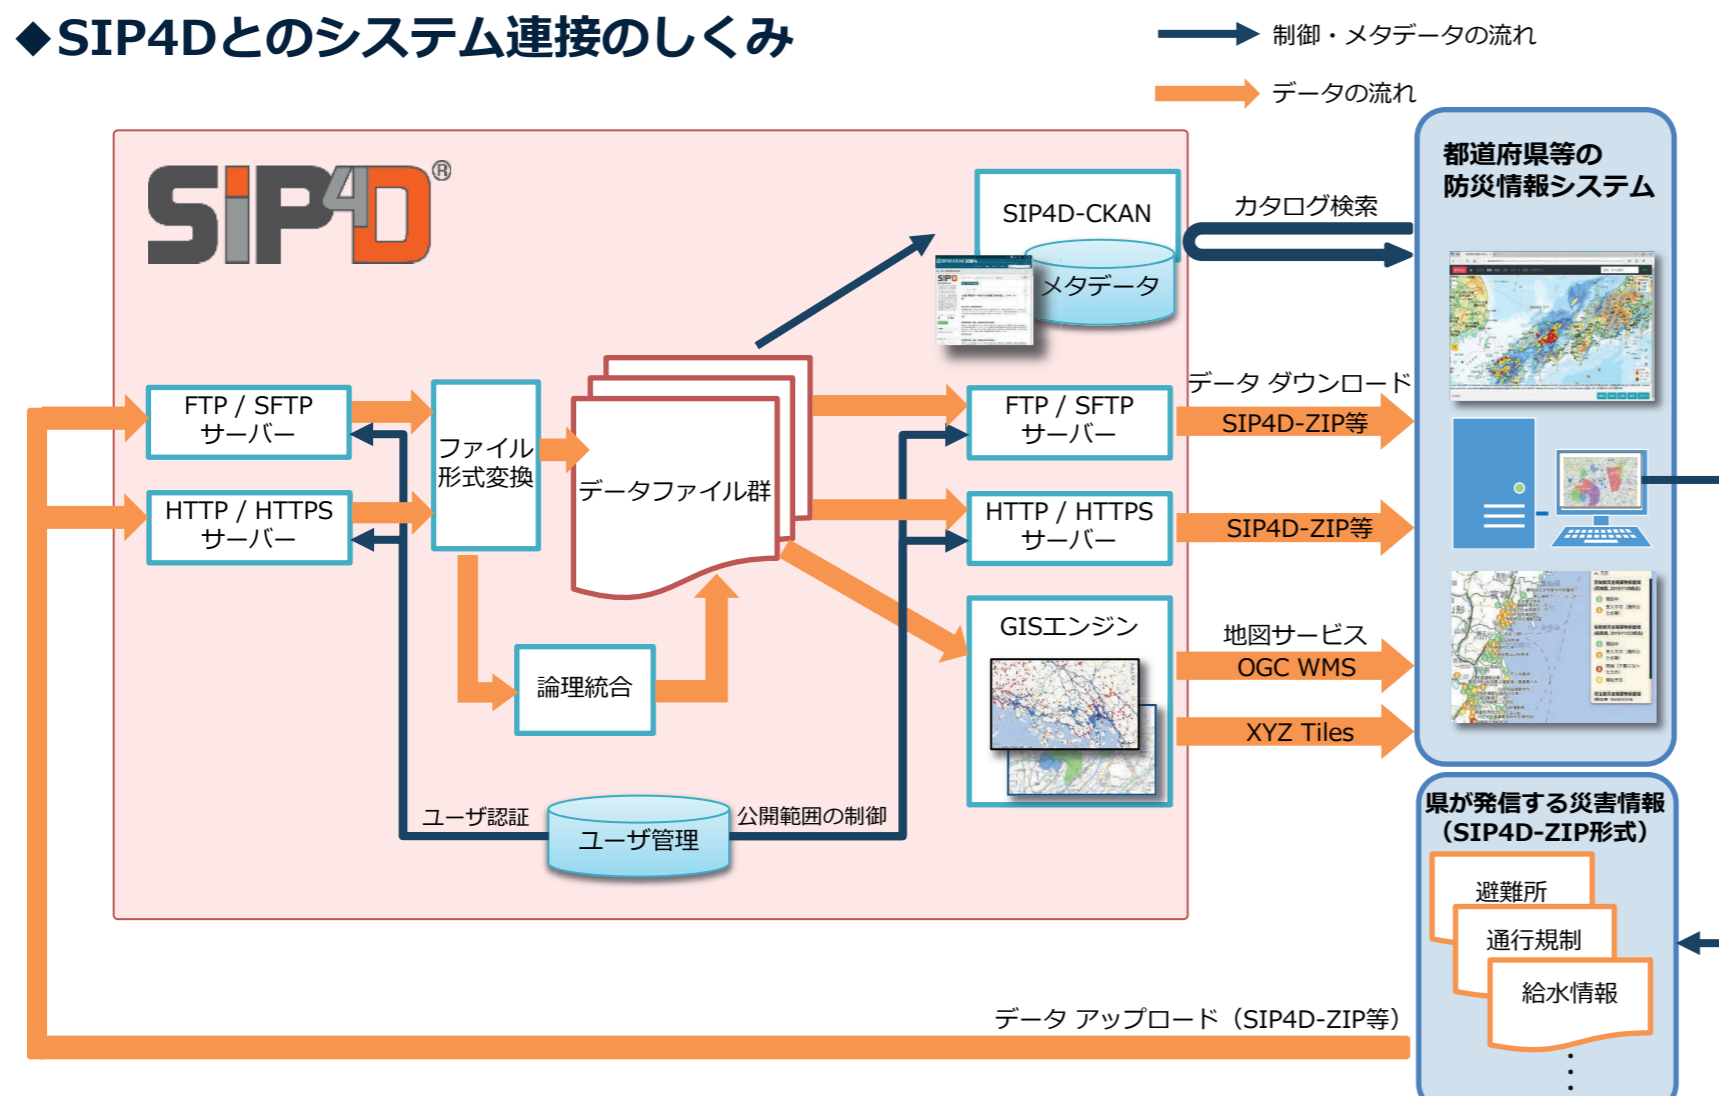 ◆SIP4Dとのシステム連接のしくみ
制御・メタデータの流れ
データの流れ
SIP4D®
SIP4D-CKAN
メタデータ
カタログ検索
都道府県等の
防災情報システム
FTP / SFTP
サーバー
HTTP / HTTPS
サーバー
ファイル
形式変換
データファイル群
論理統合
FTP / SFTP
サーバー
HTTP / HTTPS
サーバー
GISエンジン
データ ダウンロード
SIP4D-ZIP等
SIP4D-ZIP等
地図サービス
OGC WMS
XYZ Tiles
ユーザ認証
ユーザ管理
公開範囲の制御
県が発信する災害情報
（SIP4D-ZIP形式）
避難所
通行規制
給水情報
データ アップロード（SIP4D-ZIP等）